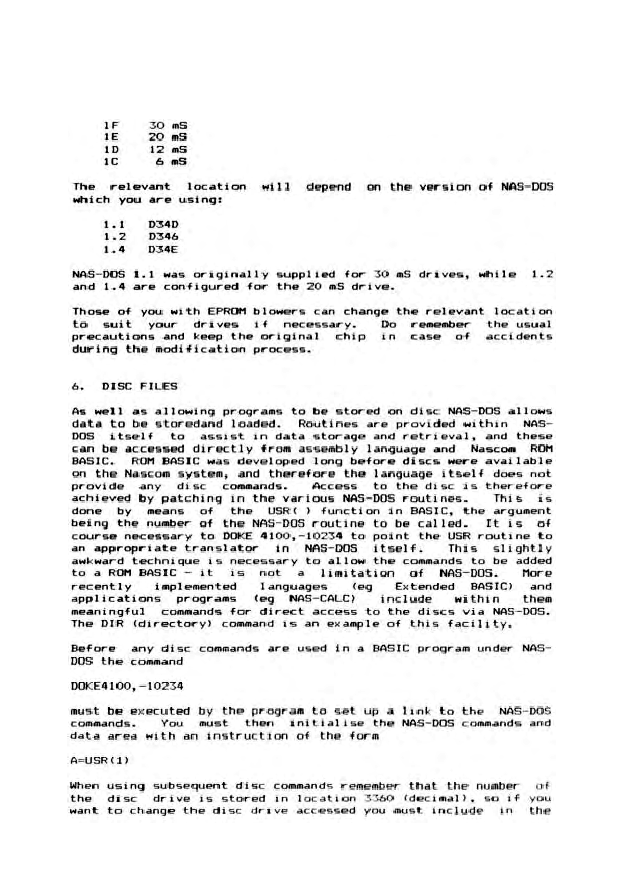 1F 30 mS
1E 20 mS
1D 12 mS
1C 6 mS
The relevant location will depend on the version of NAS-DOS
which you are using:
1.1 D34D
1.2 D346
1.4 D34E
NAS-DOS 1.1 was originally supplied for 30 mS drives, while 1.2
and 1.4 are configured for the 20 mS drive.
Those of you with EPROM blowers can change the relevant location
to suit your drives if necessary. Do remember the usual
precautions and keep the original chip in case of accidents
during the modification process.
6. DISC FILES
As well as allowing programs to be stored on disc NAS-DOS allows
data to be storedand loaded. Routines are provided within NAS-
DOS itself to assist in data storage and retrieval, and these
can be accessed directly from assembly language and Nascom ROM
BASIC. ROM BASIC was developed long before discs were available
on the Nascom system, and therefore the language itself does not
provide any disc commands. Access to the disc is therefore
achieved by patching in the various NAS-DOS routines. This is
done by means of the USR( ) function in BASIC, the argument
being the number of the NAS-DOS routine to be called. It is of
course necessary to DOKE 4100,-10234 to point the USR routine to
an appropriate translator in NAS-DOS itself. This slightly
awkward technique is necessary to allow the commands to be added
to a ROM BASIC - it is not a limitation of NAS-DOS. More
recently implemented languages (eg Extended BASIC) and
applications programs (eg NAS-CALC) include within them
meaningful commands for direct access to the discs via NAS-DOS.
The DIR (directory) command is an example of this facility.
Before any disc commands are used in a BASIC program under NAS-
DOS the command
DOKE4100,-10234
must be executed by the program to set up a link to the NAS-DOS
commands. You must then initialise the NAS-DOS commands and
data area with an instruction of the form
A=USR(1)
When using subsequent disc commands remember that the number of
the disc drive is stored in location 3360 (decimal), so if you
want to change the disc drive accessed you must include in the